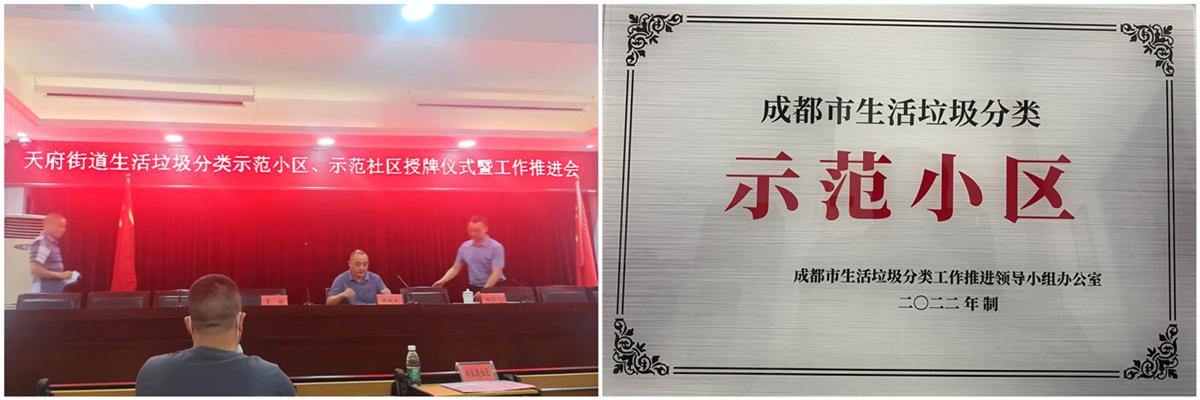 天府街道生活垃圾分类示范小区、示范社区授牌仪式暨工作推进会
成都市生活垃圾分类
示范小区
成都市生活垃圾分类工作推进领导小组办公室
二〇二二年制